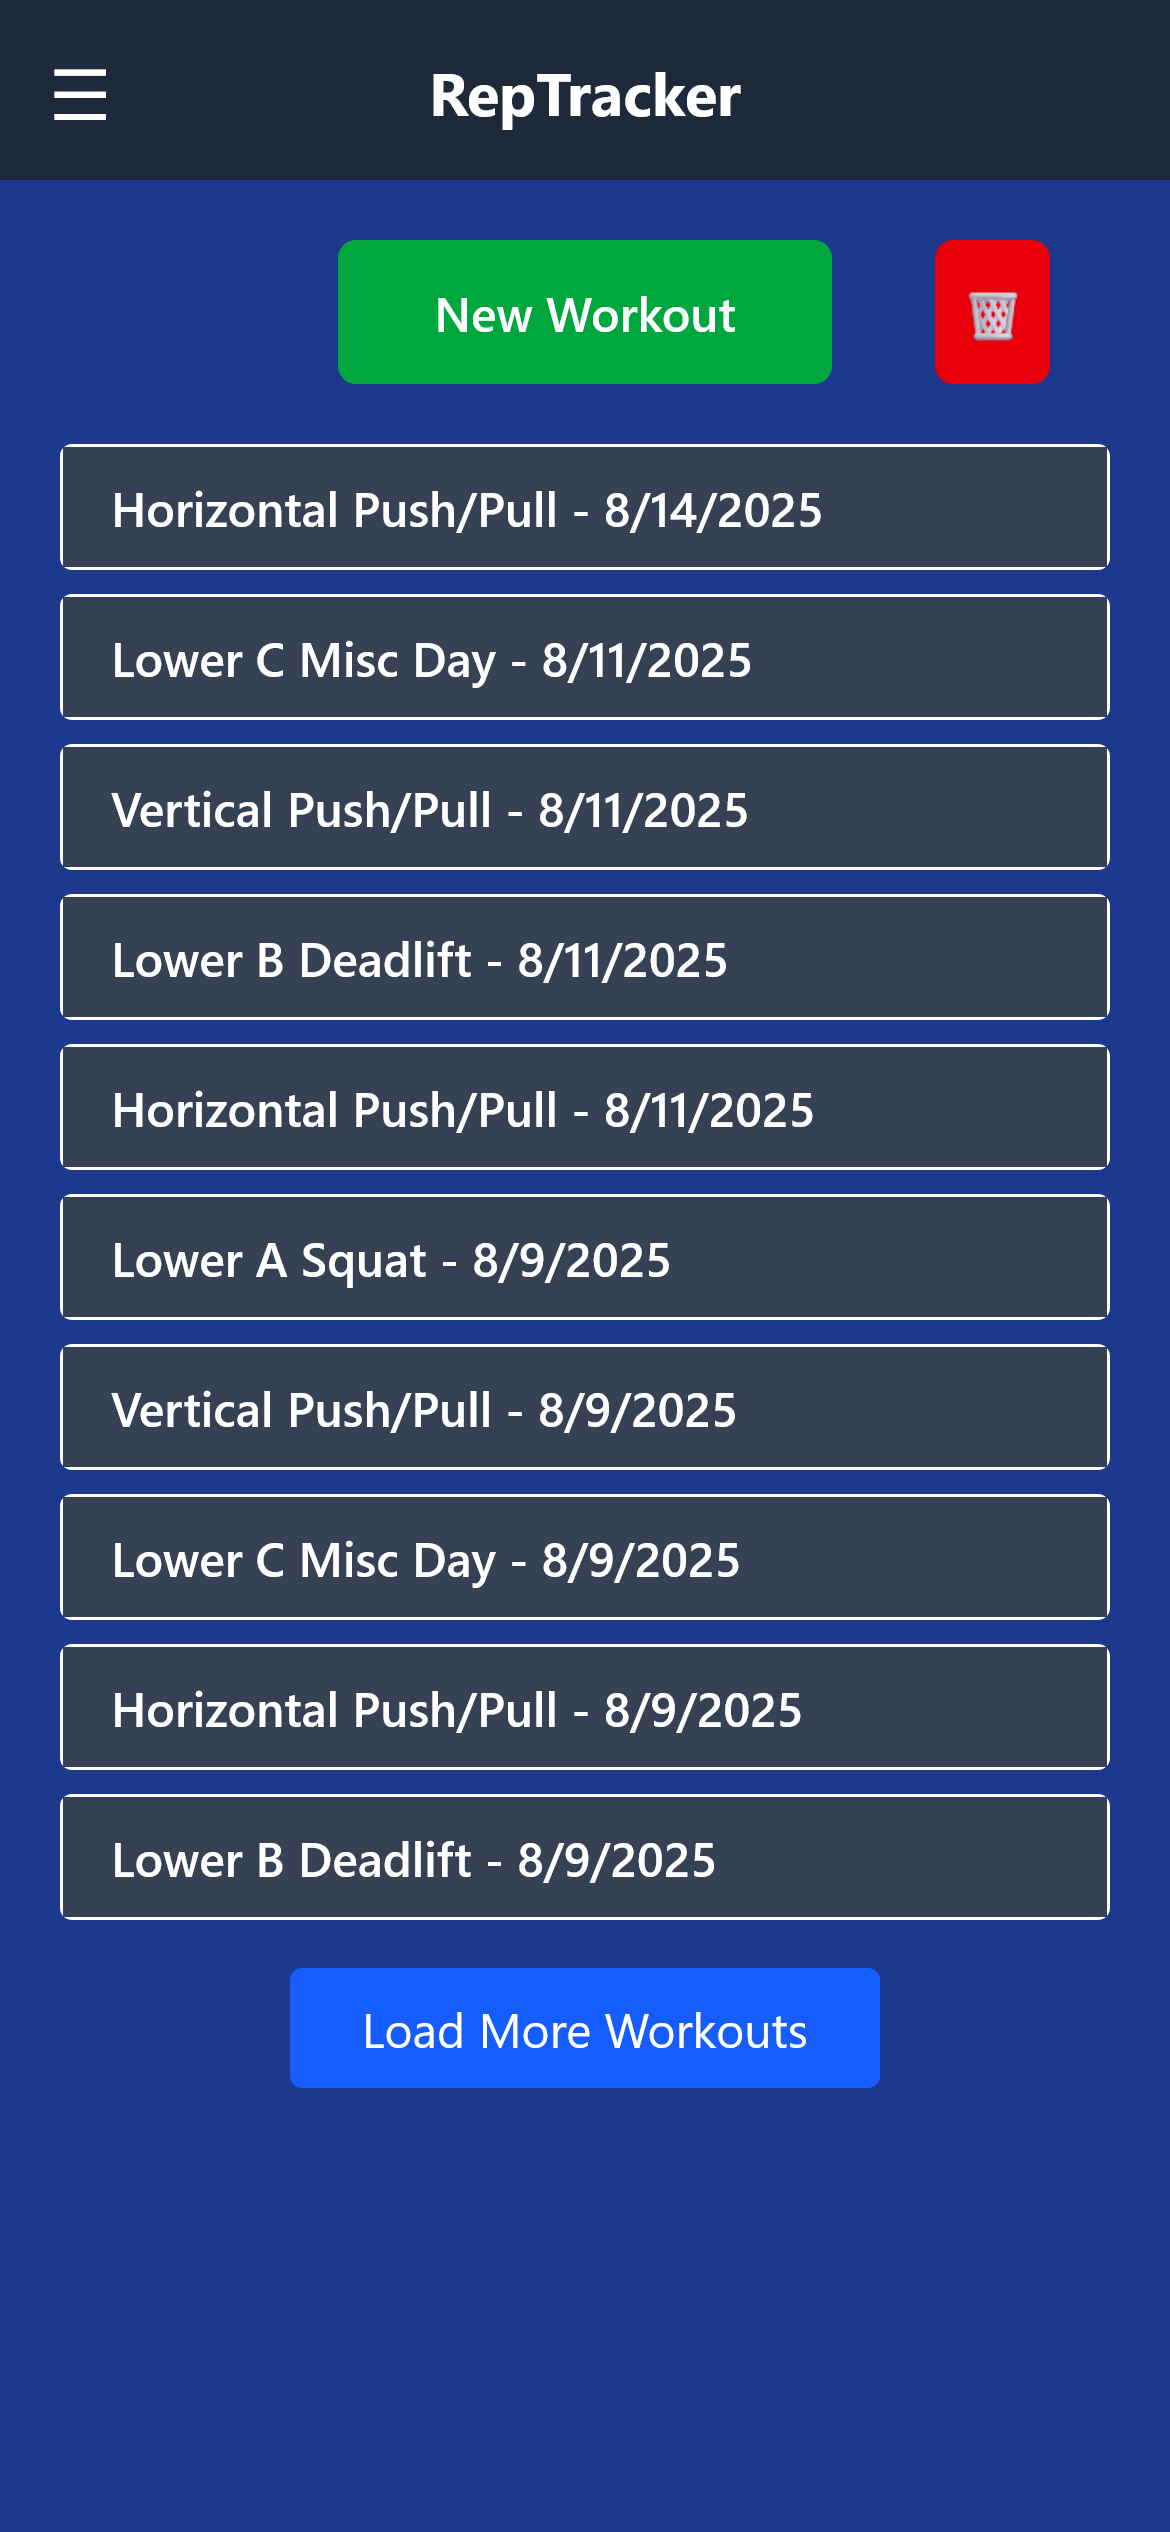 RepTracker
New Workout
Horizontal Push/Pull - 8/14/2025
Lower C Misc Day - 8/11/2025
Vertical Push/Pull - 8/11/2025
Lower B Deadlift - 8/11/2025
Horizontal Push/Pull - 8/11/2025
Lower A Squat - 8/9/2025
Vertical Push/Pull - 8/9/2025
Lower C Misc Day - 8/9/2025
Horizontal Push/Pull - 8/9/2025
Lower B Deadlift - 8/9/2025
Load More Workouts